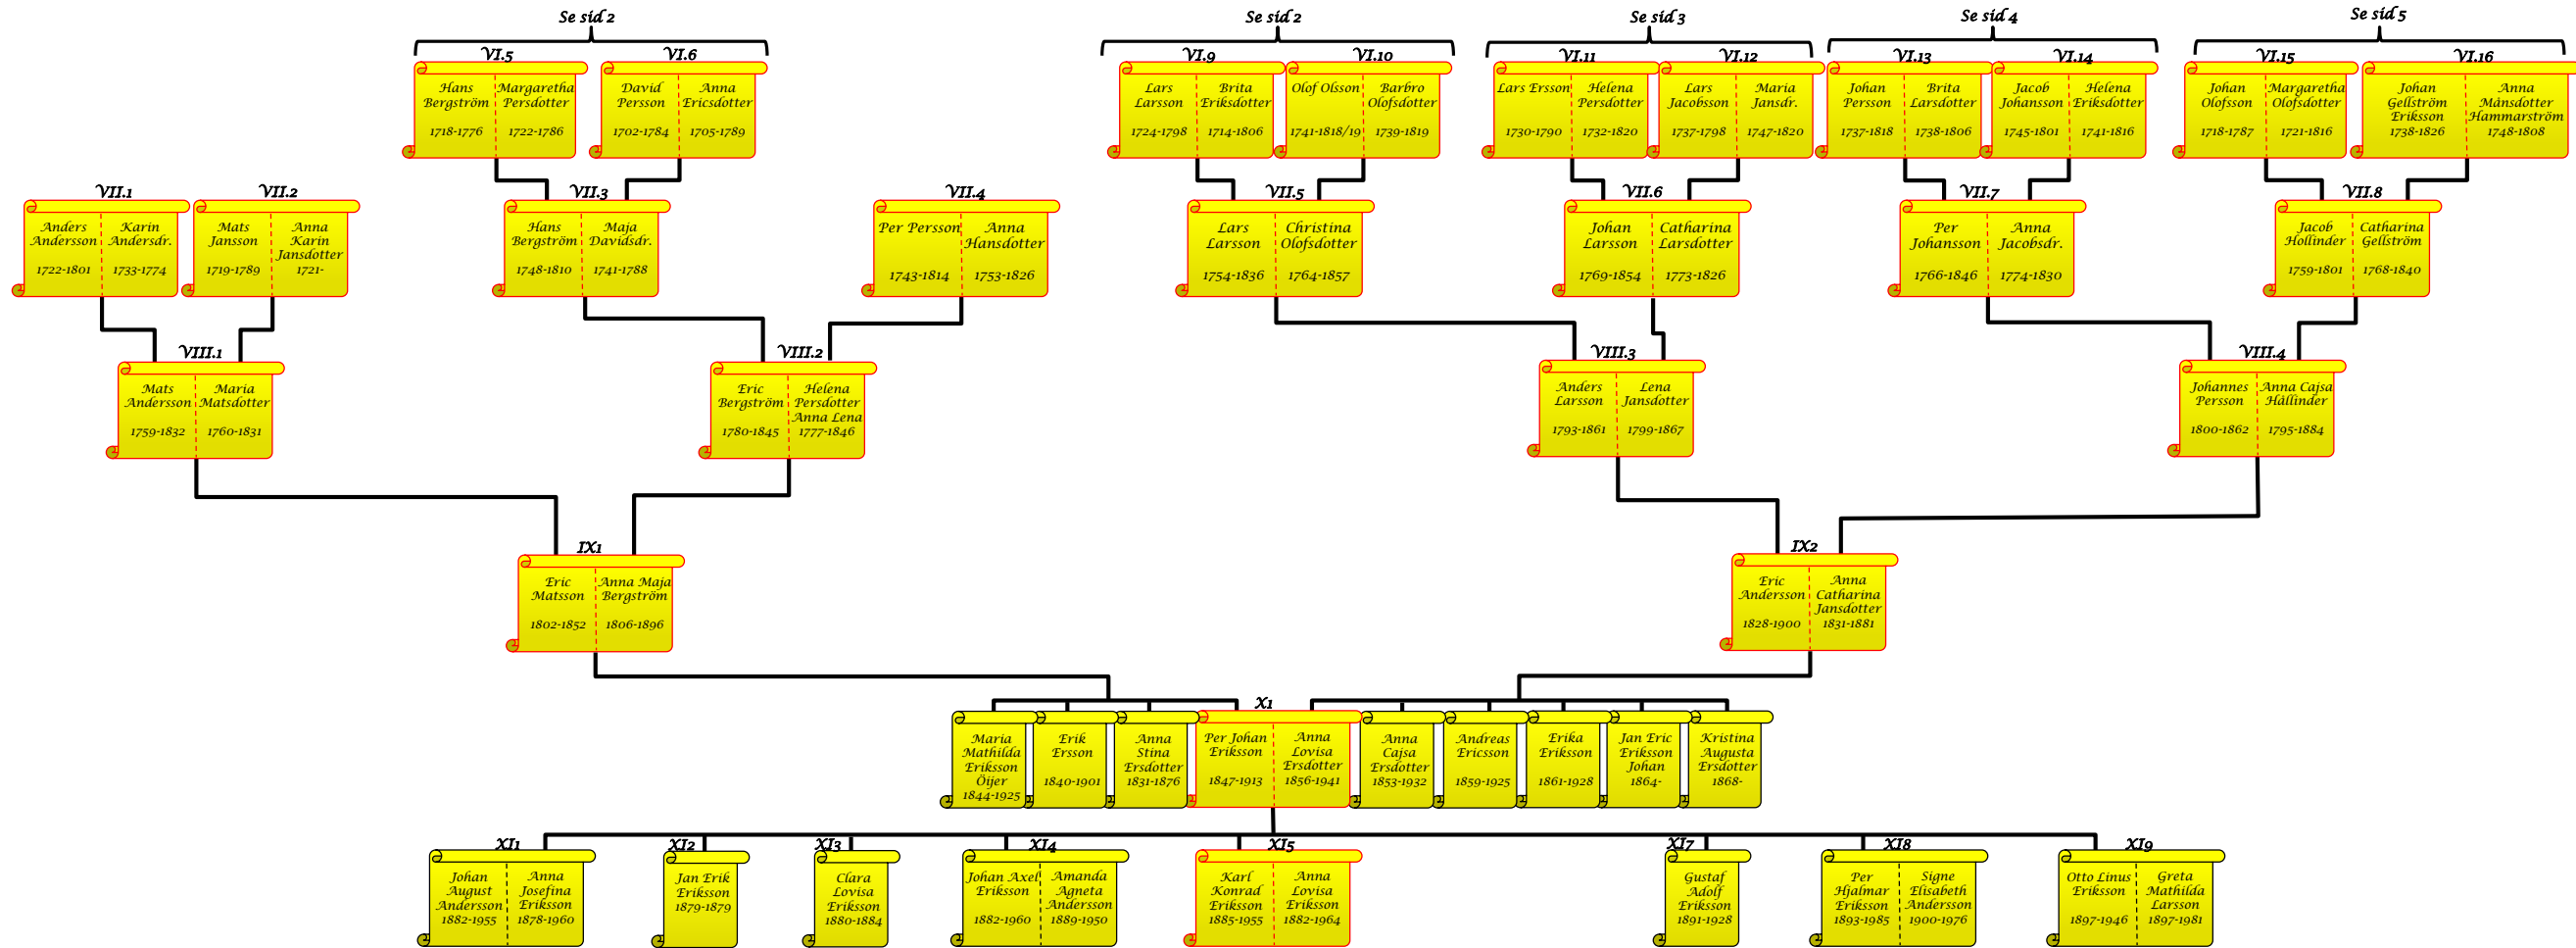 Se sid 2
Se sid 2
Se sid 3
Se sid 4
Se sid 5
VI.5
Hans
Bergström
1718-1776
Margaretha
Persdotter
1722-1786
VI.6
David
Persson
1702-1784
Anna
Ericsdotter
1705-1789
VI.9
Lars
Larsson
1724-1798
Brita
Eriksdotter
1714-1806
VI.10
Olof Olsson
1741-1818/19
Barbro
Olofsdotter
1739-1819
VI.11
Lars Ersson
1730-1790
Helena
Persdotter
1732-1820
VI.12
Lars
Jacobsson
1737-1798
Maria
Jansdr.
1747-1820
VI.13
Johan
Persson
1737-1818
Brita
Larsdotter
1738-1806
VI.14
Jacob
Johansson
1745-1801
Helena
Eriksdotter
1741-1816
VI.15
Johan
Olofsson
1718-1787
Margaretha
Olofsdotter
1721-1816
VI.16
Johan
Gellström
Eriksson
1738-1826
Anna
Månsdotter
Hammarström
1748-1808
VII.1
Anders
Andersson
1722-1801
Karin
Andersdr.
1733-1774
VII.2
Mats
Jansson
1719-1789
Anna
Karin
Jansdotter
1721-
VII.3
Hans
Bergström
1748-1810
Maja
Davidsdr.
1741-1788
VII.4
Per Persson
1743-1814
Anna
Hansdotter
1753-1826
VII.5
Lars
Larsson
1754-1836
Christina
Olofsdotter
1764-1857
VII.6
Johan
Larsson
1769-1854
Catharina
Larsdotter
1773-1826
VII.7
Per
Johansson
1766-1846
Anna
Jacobsdr.
1774-1830
VII.8
Jacob
Hollinder
1759-1801
Catharina
Gellström
1768-1840
VIII.1
Mats
Andersson
1759-1832
Maria
Matsdotter
1760-1831
VIII.2
Eric
Bergström
1780-1845
Helena
Persdotter
Anna Lena
1777-1846
VIII.3
Anders
Larsson
1793-1861
Lena
Jansdotter
1799-1867
VIII.4
Johannes
Persson
1800-1862
Anna Cajsa
Hållinder
1795-1884
IX1
Eric
Matsson
1802-1852
Anna Maja
Bergström
1806-1896
IX2
Eric
Andersson
1828-1900
Anna
Catharina
Jansdotter
1831-1881
Maria
Mathilda
Eriksson
Öijer
1844-1925
Erik
Ersson
1840-1901
Anna
Stina
Ersdotter
1831-1876
X1
Per Johan
Eriksson
1847-1913
Anna
Lovisa
Ersdotter
1856-1941
Anna
Cajsa
Ersdotter
1853-1932
Andreas
Ericsson
1859-1925
Erika
Eriksson
1861-1928
Jan Eric
Eriksson
Johan
1864-
Kristina
Augusta
Ersdotter
1868-
XI1
Johan
August
Andersson
1882-1955
Anna
Josefina
Eriksson
1878-1960
XI2
Jan Erik
Eriksson
1879-1879
XI3
Clara
Lovisa
Eriksson
1880-1884
XI4
Johan Axel
Eriksson
1882-1960
Amanda
Agneta
Andersson
1889-1950
XI5
Karl
Konrad
Eriksson
1885-1955
Anna
Lovisa
Eriksson
1882-1964
XI7
Gustaf
Adolf
Eriksson
1891-1928
XI8
Per
Hjalmar
Eriksson
1893-1985
Signe
Elisabeth
Andersson
1900-1976
XI9
Otto Linus
Eriksson
1897-1946
Greta
Mathilda
Larsson
1897-1981